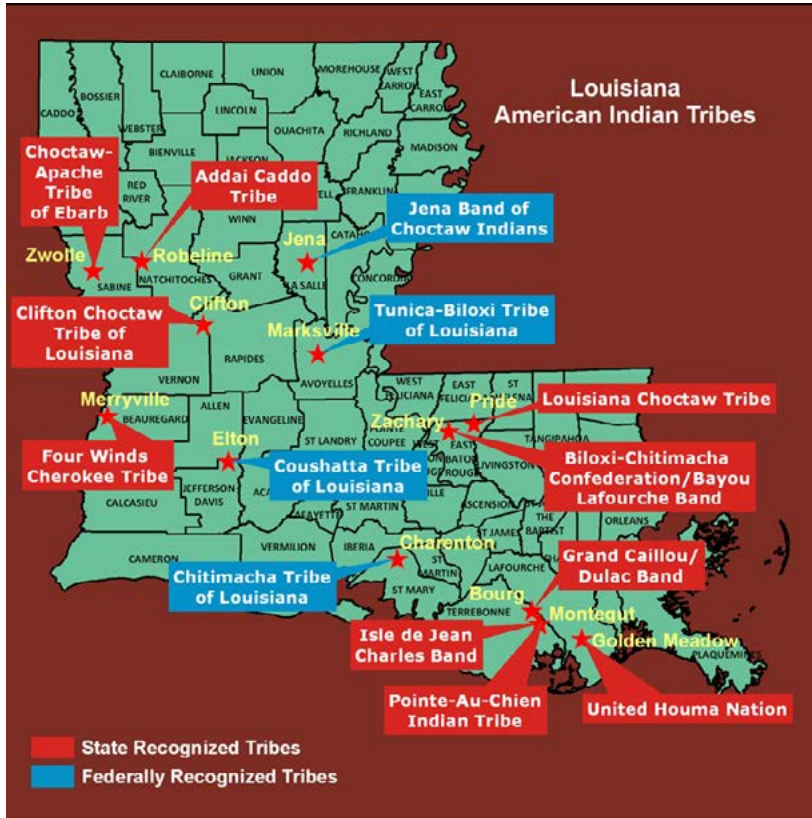 Louisiana
American Indian Tribes
CADDO
BOSSIER
WEBSTER
CLAIBORNE
UNION
MOREHOUSE
WEST
CARROLL
EAST
CARROLL
LINCOLN
OUACHITA
RICHLAND
MADISON
BIENVILLE
JACKSON
FRANKLIN
RED
RIVER
WINN
Choctaw-
Apache
Tribe
of Ebarb
Addai Caddo
Tribe
Jena Band of
Choctaw Indians
Zwolle
Robeline
Jena
SABINE
NATCHITOCHES
GRANT
LA SALLE
CONCORDIA
Clifton
Clifton Choctaw
Tribe of
Louisiana
Tunica-Biloxi Tribe
of Louisiana
Marksville
RAPIDES
VERNON
AVOYELLES
Merryville
BEAUREGARD
ALLEN
EVANGELINE
WEST
FELICIANA
EAST
Pride
Zachary
Louisiana Choctaw Tribe
Four Winds
Cherokee Tribe
Elton
Coushatta Tribe
of Louisiana
ST LANDRY
COUPEE
WEST
EAST
BATON
ROUGE
TANGIPAHOA
LIVINGSTON
Biloxi-Chitimacha
Confederation/Bayou
Lafourche Band
CALCASIEU
JEFFERSON
DAVIS
ST MARTIN
ASCENSION
ST JAMES
THE
BAPTIST
ORLEANS
CAMERON
VERMILION
IBERIA
Charenton
ST
MARTIN
LAFOURCHE
Grand Caillou/
Dulac Band
Chitimacha Tribe
of Louisiana
ST MARY
TERREBONNE
Bourg
Montegut
Golden Meadow
PLAQUEMINES
Isle de Jean
Charles Band
Pointe-Au-Chien
Indian Tribe
United Houma Nation
State Recognized Tribes
Federally Recognized Tribes